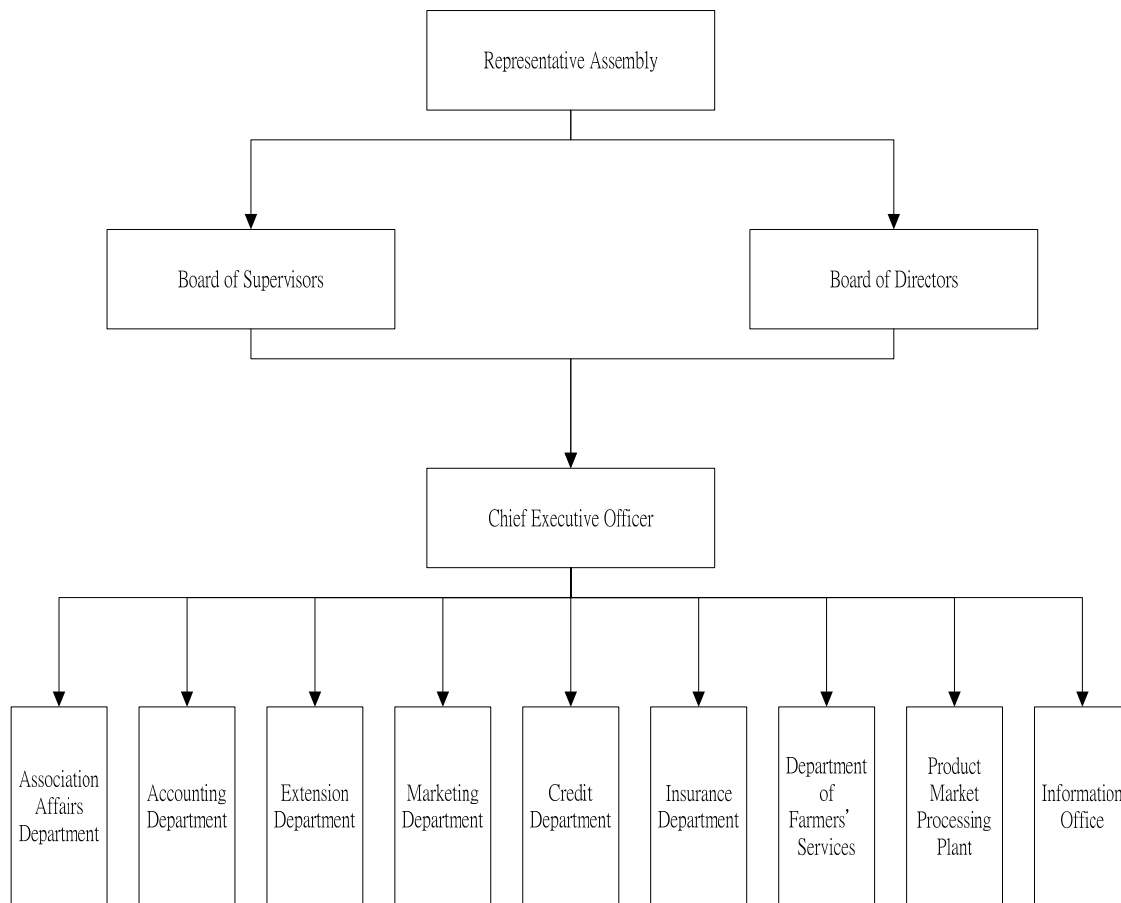 Representative Assembly
Board of Supervisors
Board of Directors
Chief Executive Officer
Association
Affairs
Department
Accounting
Department
Extension
Department
Marketing
Department
Credit
Department
Insurance
Department
Department
of
Farmers’
Services
Product
Market
Processing
Plant
Information
Office